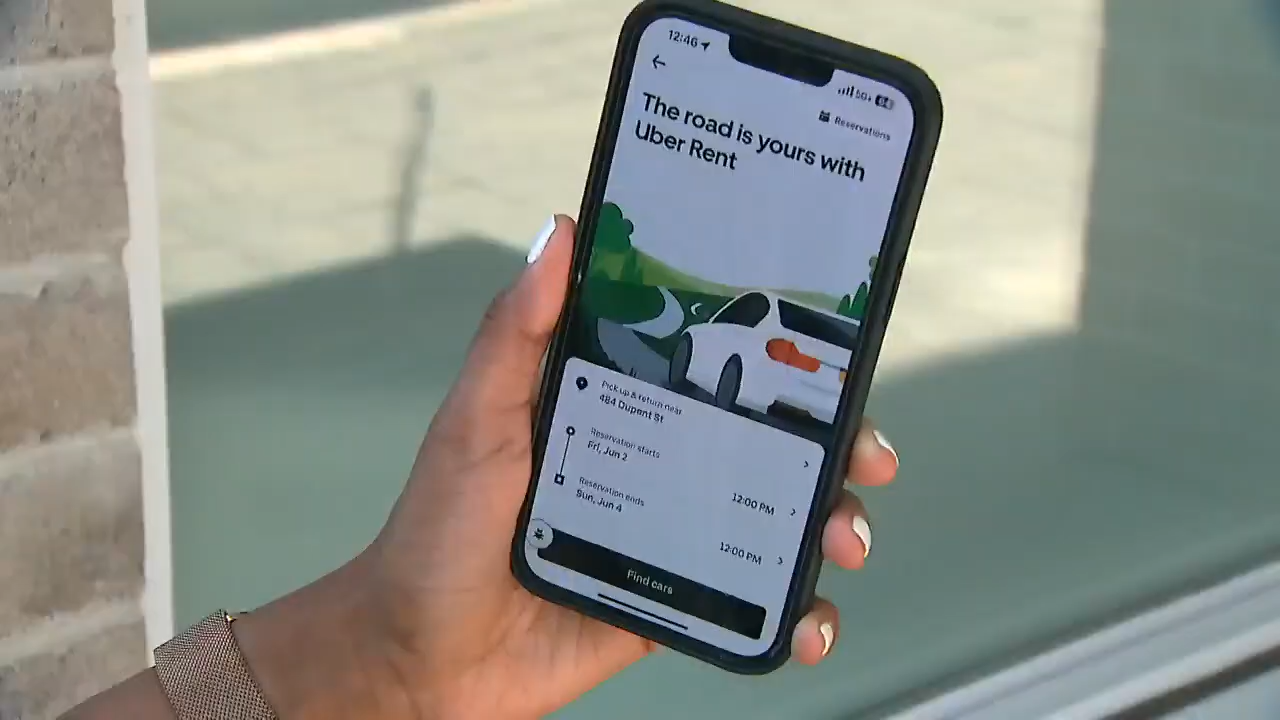 12:46
5G+ 64
Reservations
The road is yours with
Uber Rent
Pick up & return near
484 Dupont St
Reservation starts
Fri, Jun 2
12:00 PM
Reservation ends
Sun, Jun 4
12:00 PM
Find cars